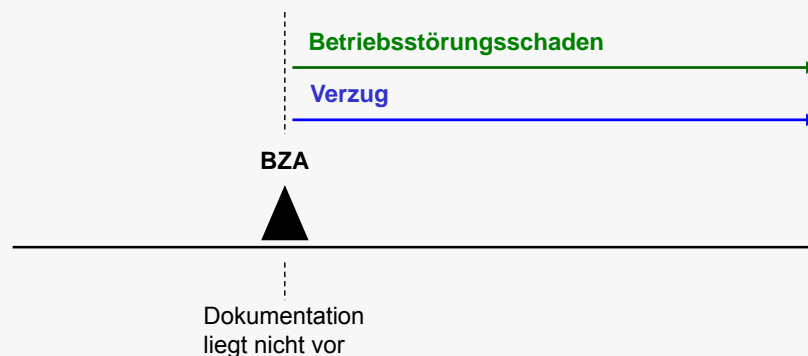 Betriebsstörungsschaden
Verzug
BZA
Dokumentation
liegt nicht vor